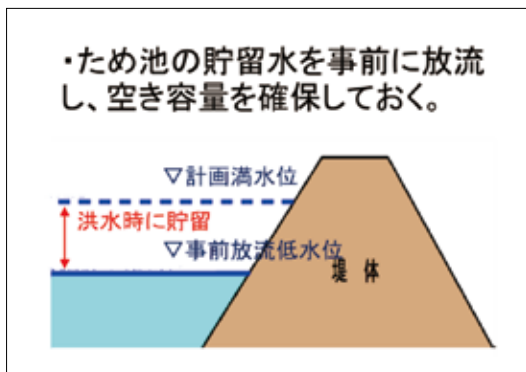 ・ため池の貯留水を事前に放流
し、空き容量を確保しておく。
▽計画満水位
洪水時に貯留
▽事前放流低水位
堤 体